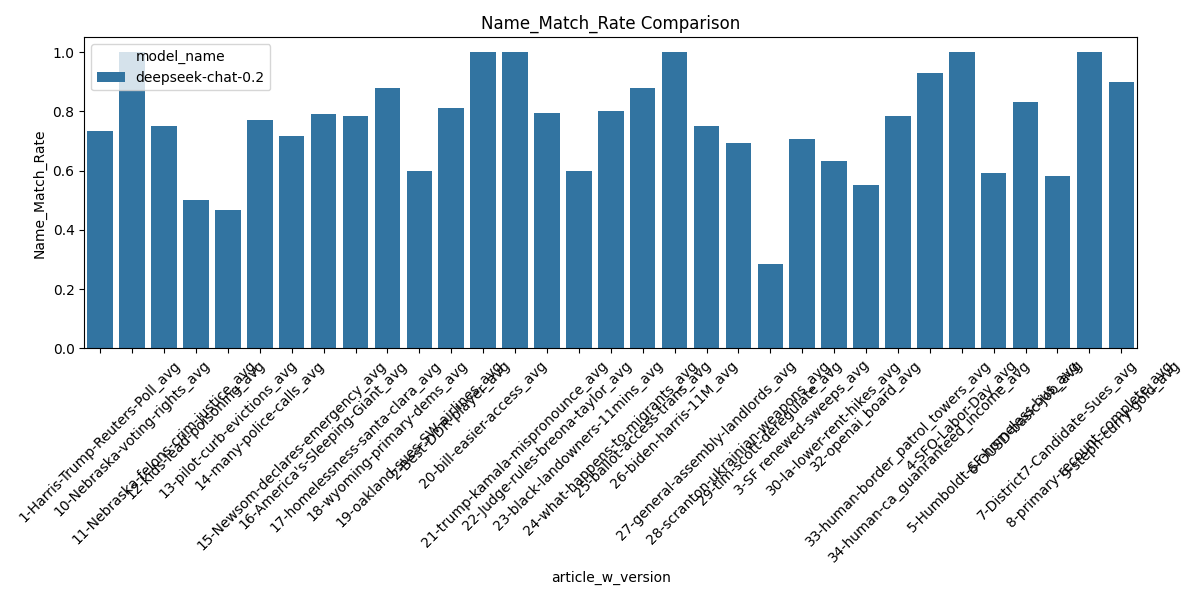 Name_Match_Rate Comparison
model_name
deepseek-chat-0.2
Name_Match_Rate
1.0
0.8
0.6
0.4
0.2
0.0
1-Harris-Trump-Reuters-Poll_avg
10-Nebraska-voting-rights_avg
11-Nebraska-felons-crim-justice_avg
12-kids-lead-poisoning_avg
13-pilot-curb-evictions_avg
14-many-police-calls_avg
15-Newsom-declares-emergency_avg
16-America's-Sleeping-Giant_avg
17-homelessness-santa-clara_avg
18-wyoming-primary-dems_avg
19-oakland-sues-sw-airlines_avg
2-Best-DDR-player_avg
20-bill-easier-access_avg
21-trump-kamala-mispronounce_avg
22-Judge-rules-breona-taylor_avg
23-black-landowners-11mins_avg
24-what-happens-to-migrants_avg
25-ballot-access-trans_avg
26-biden-harris-11M_avg
27-general-assembly-landlords_avg
28-scranton-ukrainian-weapons_avg
29-tim-scott-deregulate_avg
3-SF renewed-sweeps_avg
30-la-lower-rent-hikes_avg
32-openai_board_avg
33-human-border_patrol_towers_avg
34-human-ca_guaranteed_income_avg
4-SFO-Labor-Day_avg
5-Humboldt-SF-homeless-bus_avg
7-District7-Candidate-Sues_avg
8-primary-recount-complete_avg
9-steph-curry-gold_avg
article_w_version